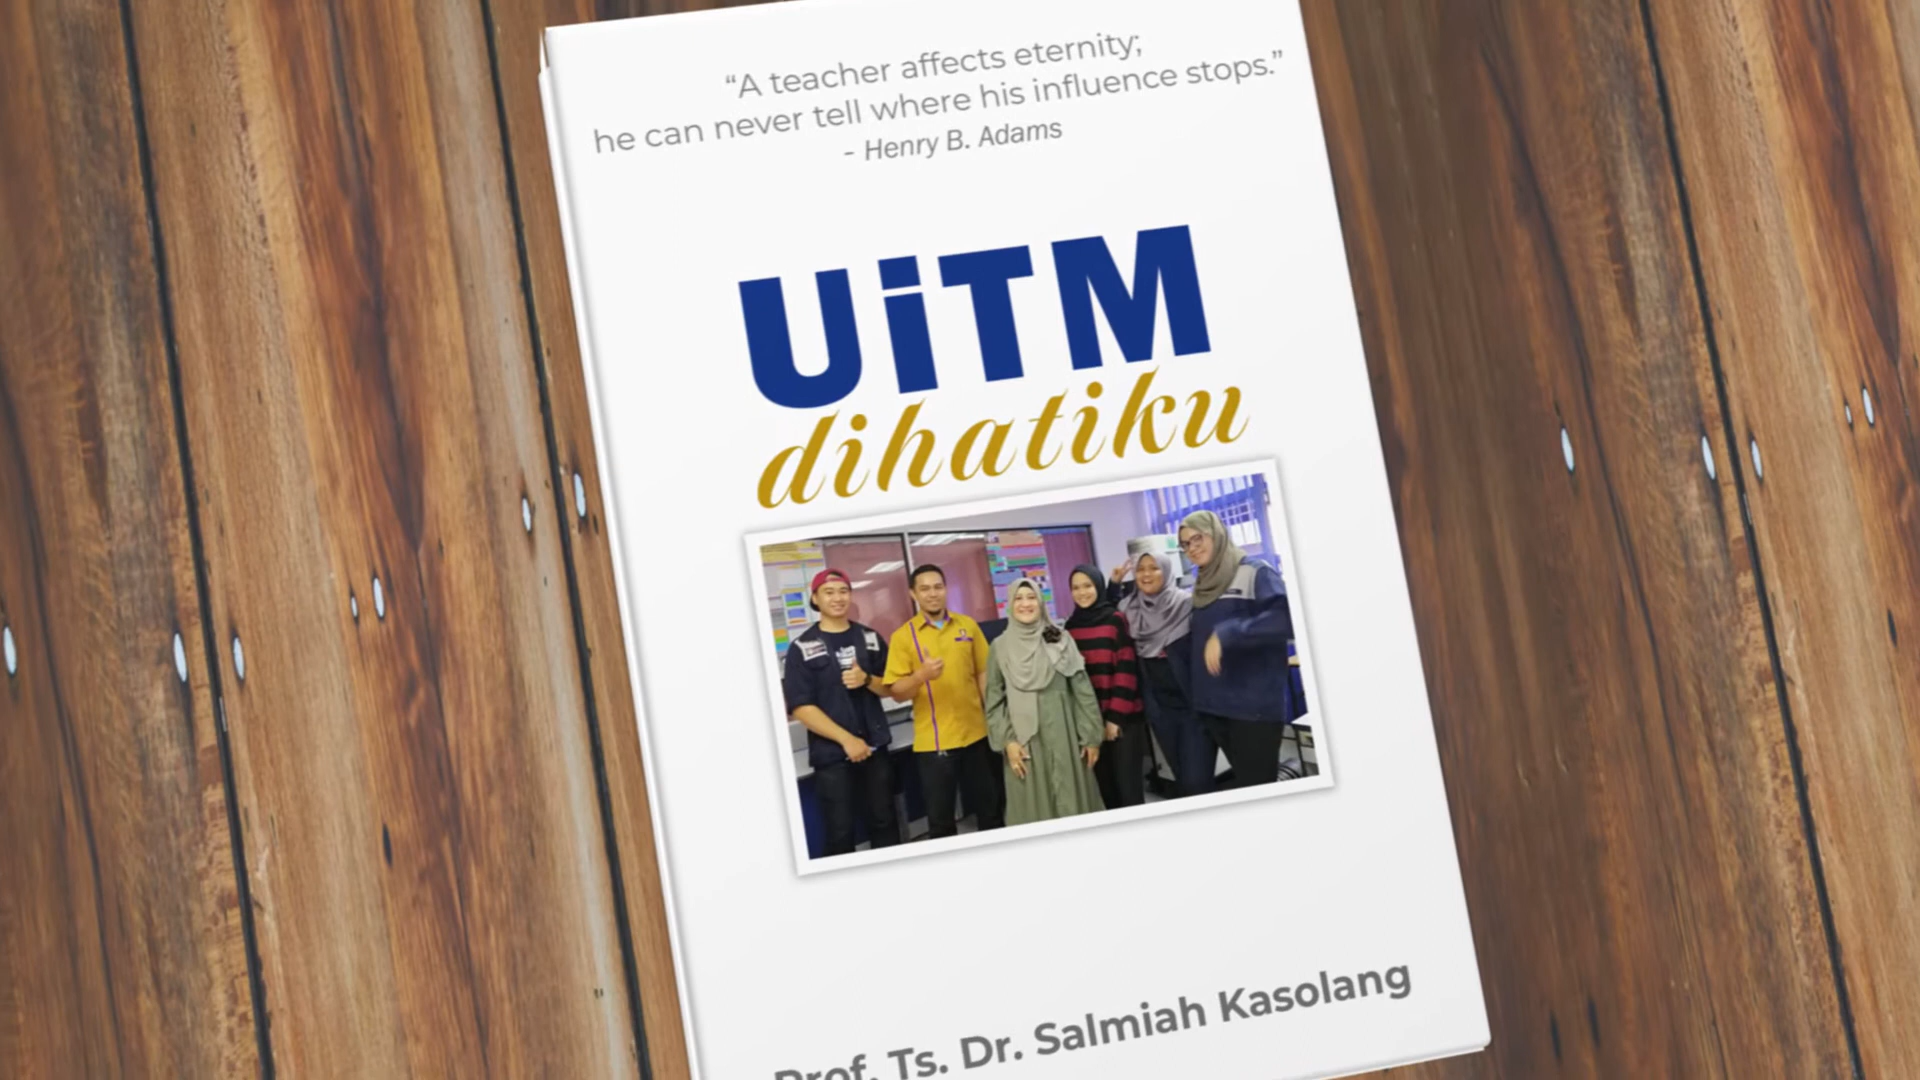 “A teacher affects eternity;
he can never tell where his influence stops.”
- Henry B. Adams
UiTM
dihatiku
Prof. Ts. Dr. Salmiah Kasolang